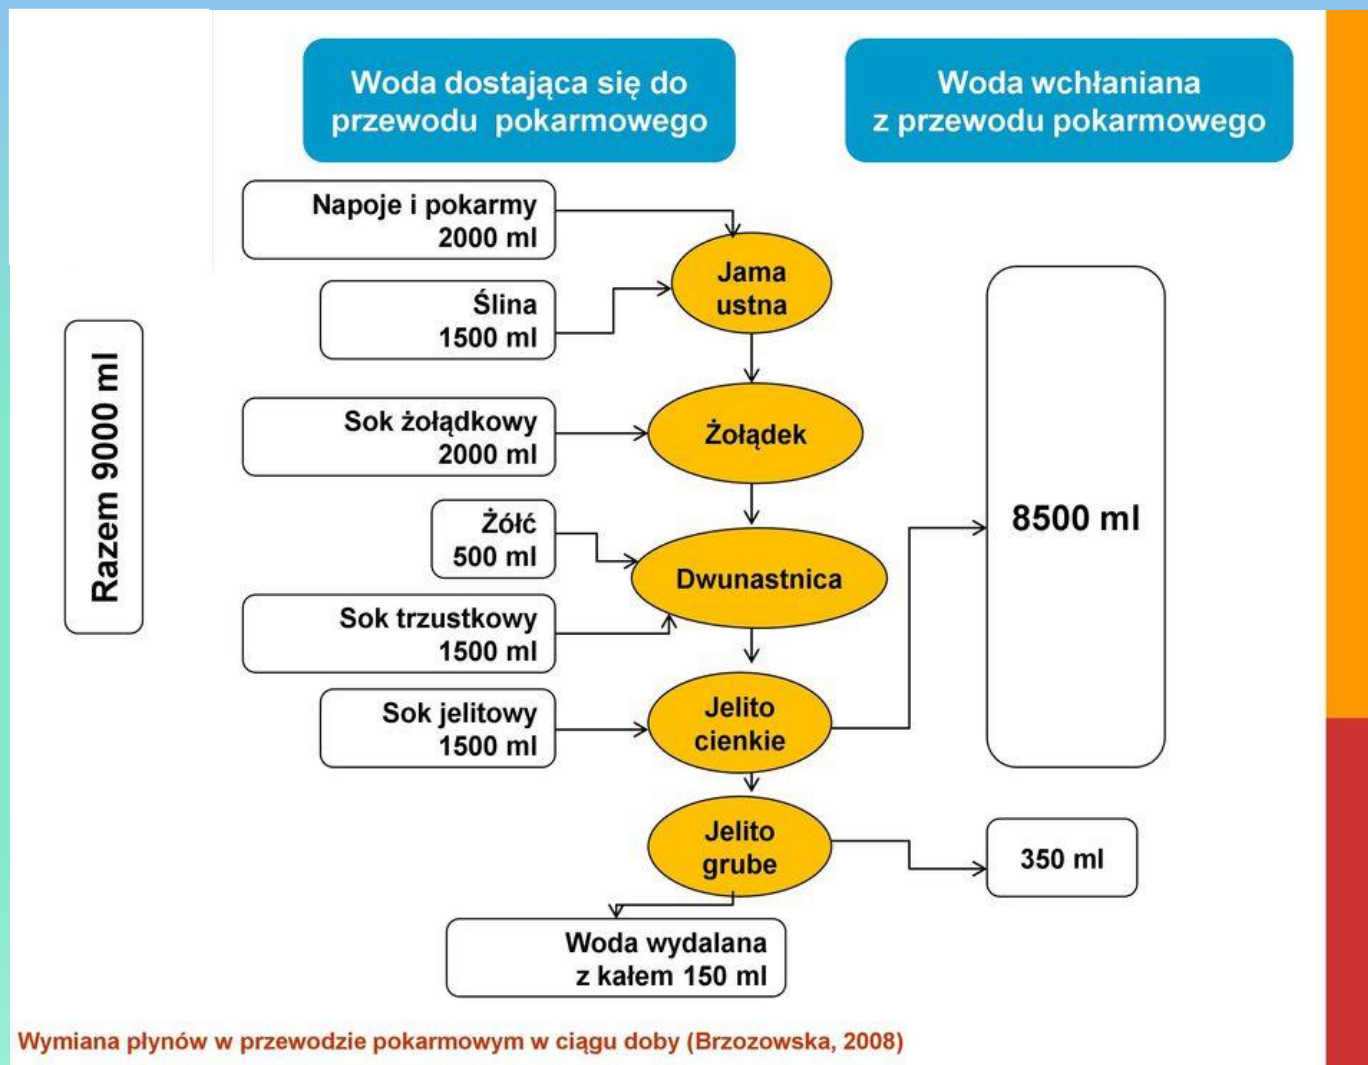 Woda dostająca się do
przewodu pokarmowego
Woda wchłaniana
z przewodu pokarmowego
Napoje i pokarmy
2000 ml
Jama
ustna
Ślina
1500 ml
Razem 9000 ml
Sok żołądkowy
2000 ml
Żołądek
8500 ml
Żółć
500 ml
Dwunastnica
Sok trzustkowy
1500 ml
Sok jelitowy
1500 ml
Jelito
cienkie
Jelito
grube
350 ml
Woda wydalana
z kałem 150 ml
Wymiana płynów w przewodzie pokarmowym w ciągu doby (Brzozowska, 2008)